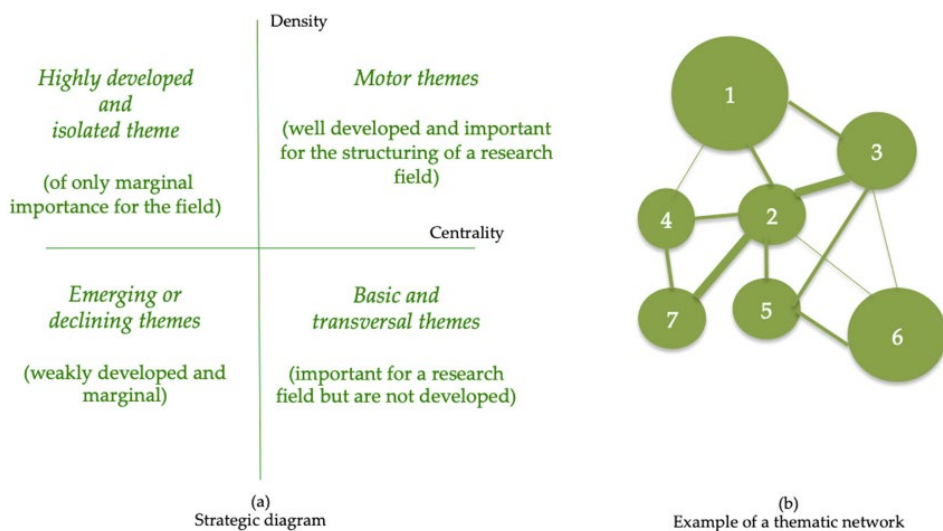 Density
Highly developed
and
isolated theme
(of only marginal
importance for the field)
Motor themes
(well developed and important
for the structuring of a research
field)
Centrality
Emerging or
declining themes
(weakly developed and
marginal)
Basic and
transversal themes
(important for a research
field but are not developed)
(a)
Strategic diagram
1
3
4
2
7
5
6
(b)
Example of a thematic network